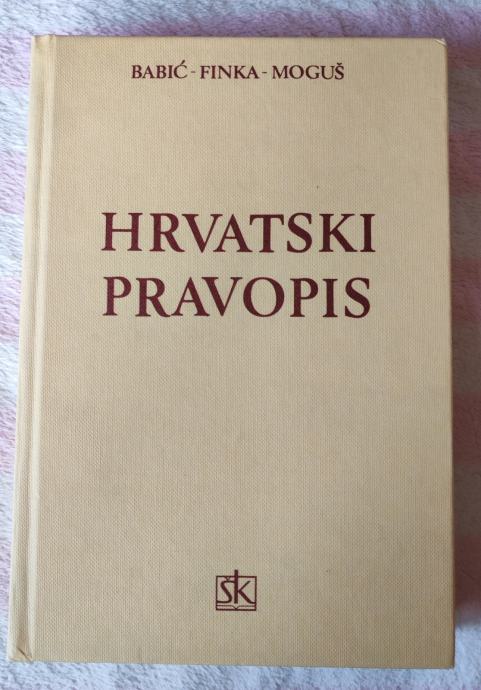 BABIĆ - FINKA - MOGUŠ
HRVATSKI
PRAVOPIS
ŠK